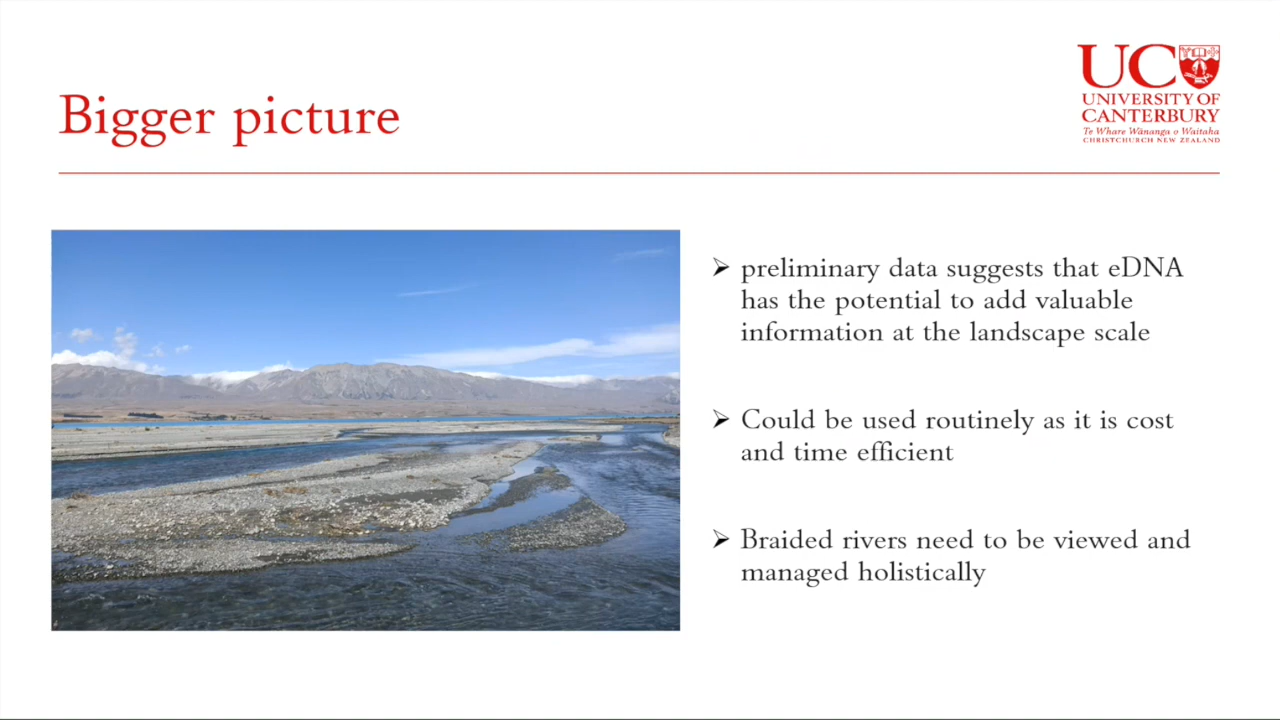 Bigger picture
UC
UNIVERSITY OF
CANTERBURY
Te Whare Wānanga o Waitaha
CHRISTCHURCH NEW ZEALAND
➢ preliminary data suggests that eDNA
has the potential to add valuable
information at the landscape scale
➢ Could be used routinely as it is cost
and time efficient
➢ Braided rivers need to be viewed and
managed holistically